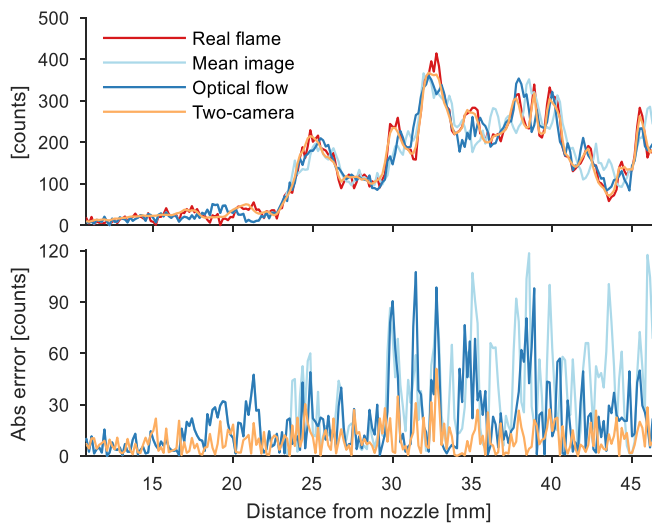 500
400
300
200
100
0
[counts]
Real flame
Mean image
Optical flow
Two-camera
120
90
60
30
0
Abs errror [counts]
15 20 25 30 35 40 45
Distance from nozzle [mm]